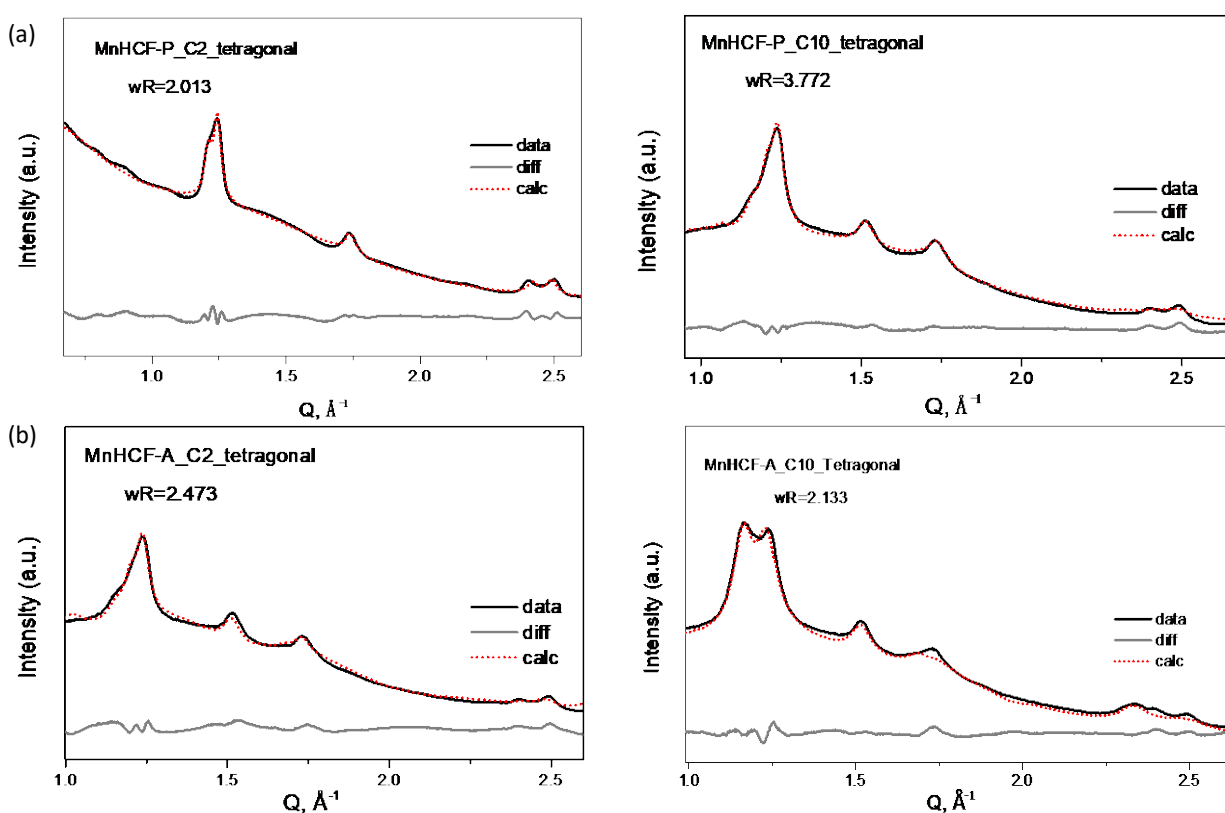 (a)
MnHCF-P_C2_tetragonal
wR=2.013
data
diff
calc
Intensity (a.u.)
1.0 1.5 2.0 2.5
Q, Å⁻¹
MnHCF-P_C10_tetragonal
wR=3.772
data
diff
calc
Intensity (a.u.)
1.0 1.5 2.0 2.5
Q, Å⁻¹
(b)
MnHCF-A_C2_tetragonal
wR=2.473
data
diff
calc
Intensity (a.u.)
1.0 1.5 2.0 2.5
Q, Å⁻¹
MnHCF-A_C10_Tetragonal
wR=2.133
data
diff
calc
Intensity (a.u.)
1.0 1.5 2.0 2.5
Q, Å⁻¹